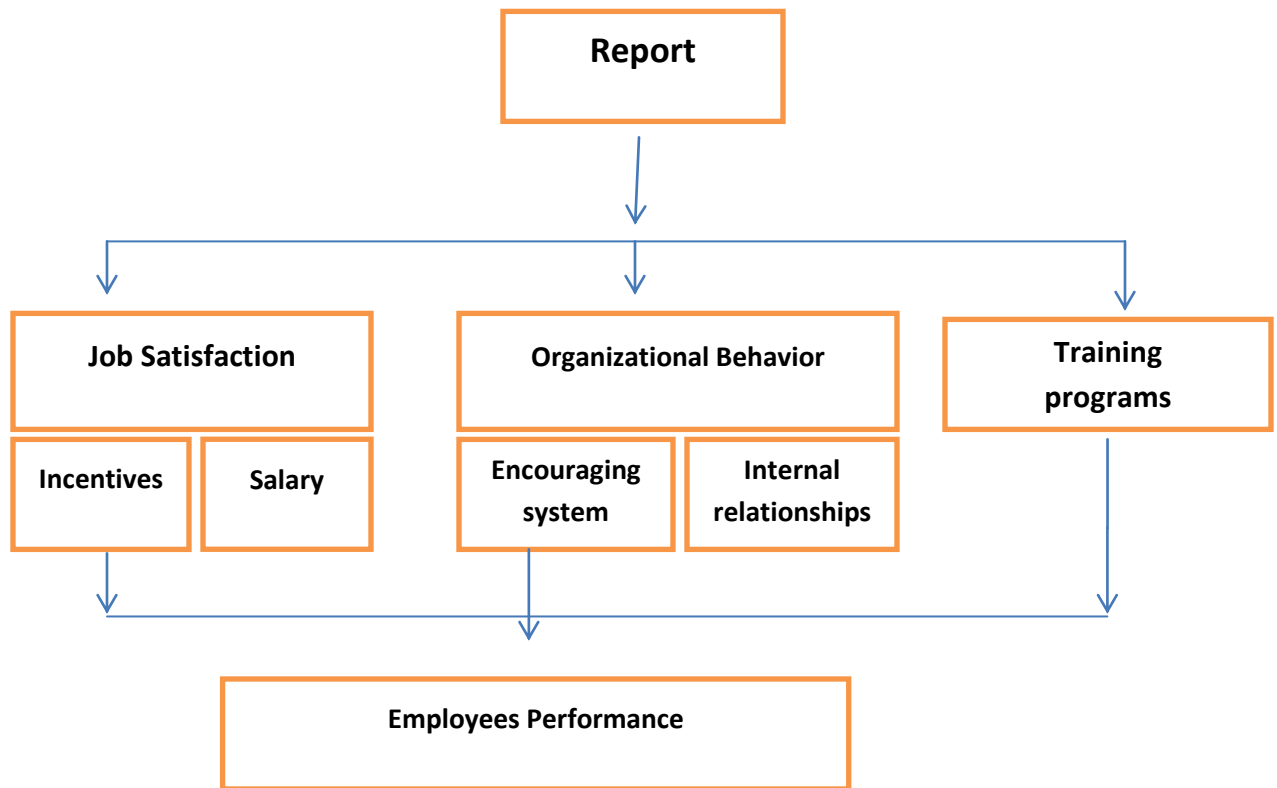 Report
Job Satisfaction
Organizational Behavior
Training
programs
Incentives
Salary
Encouraging
system
Internal
relationships
Employees Performance